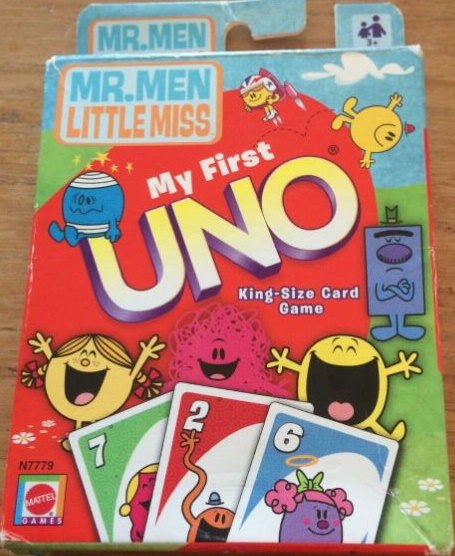 MR.MEN
3+
MR.MEN
LITTLE MISS
My First
UNO®
King-Size Card
Game
7
2
6
N7779
MATTEL
GAMES